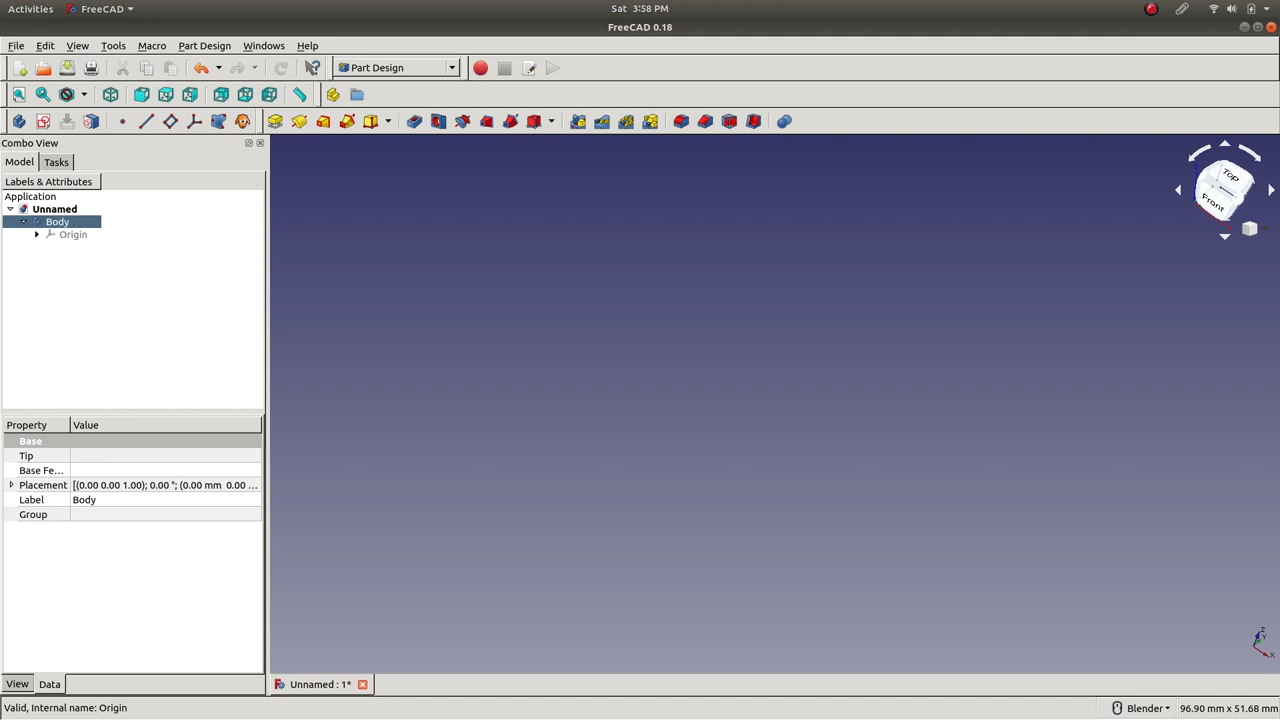 Activities FreeCAD Sat 3:58 PM
FreeCAD 0.18
File Edit View Tools Macro Part Design Windows Help
Part Design
Combo View
Model Tasks
Labels & Attributes
Application
Unnamed
Body
Origin
Top
Front
Property Value
Base
Tip
Base Fe...
Placement [(0.00 0.00 1.00); 0.00 °; (0.00 mm 0.00 ...
Label Body
Group
Z
Y
X
View Data
Unnamed : 1*
Valid, Internal name: Origin
Blender 96.90 mm x 51.68 mm